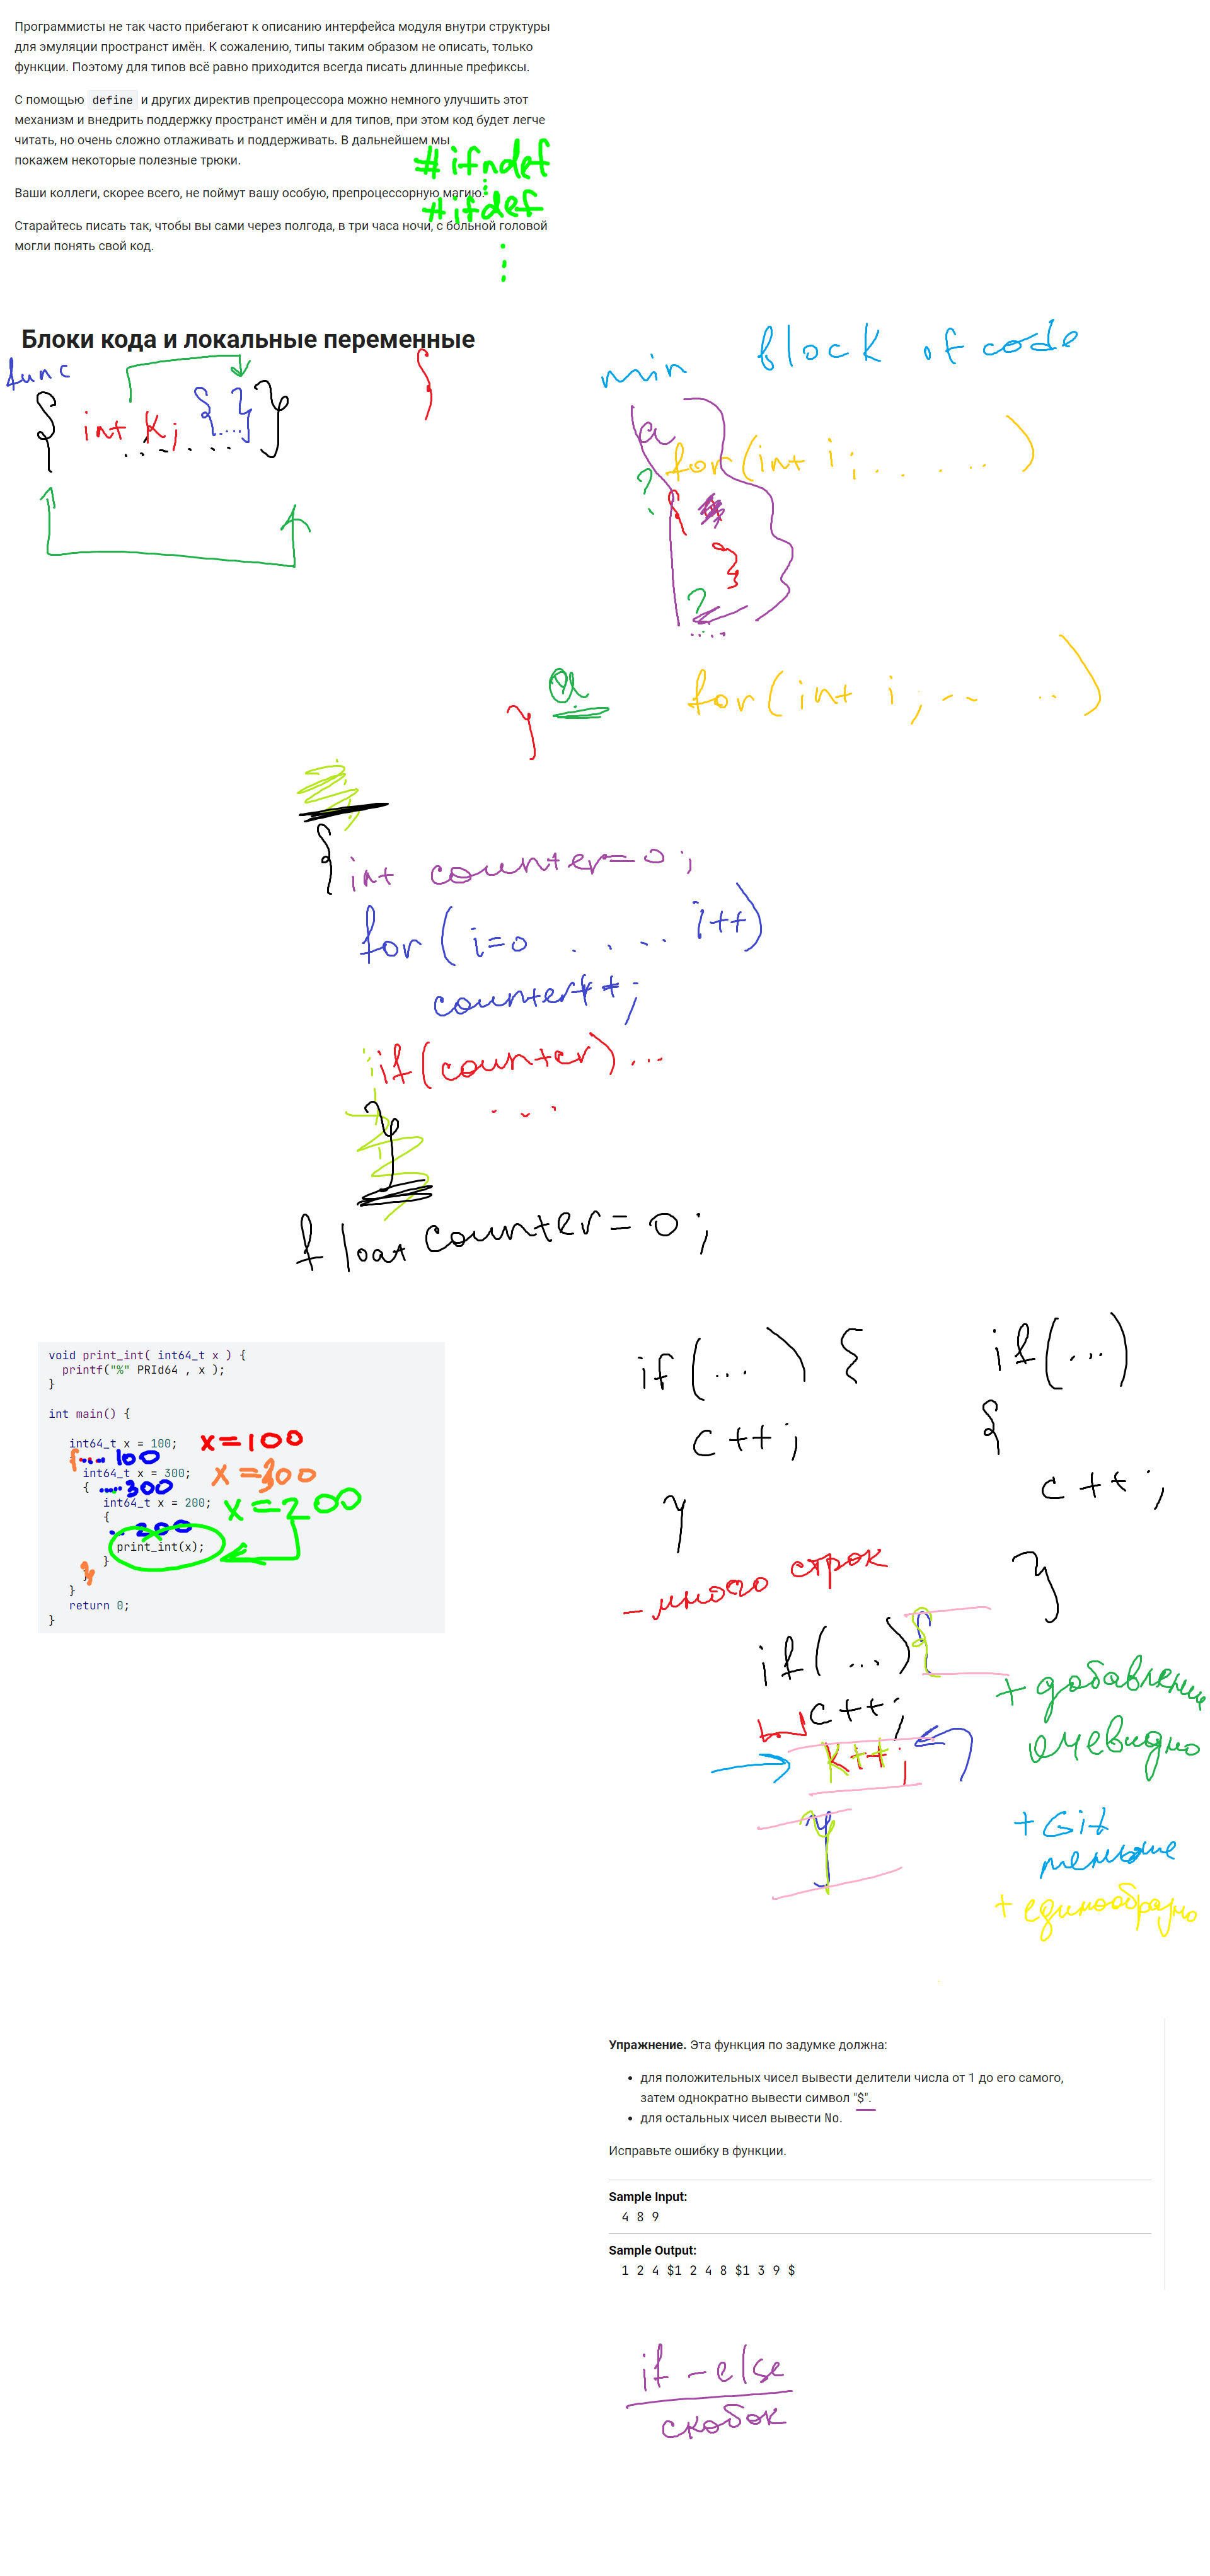 Программисты не так часто прибегают к описанию интерфейса модуля внутри структуры
для эмуляции пространст имён. К сожалению, типы таким образом не описать, только
функции. Поэтому для типов всё равно приходится всегда писать длинные префиксы.
С помощью define и других директив препроцессора можно немного улучшить этот
механизм и внедрить поддержку пространст имён и для типов, при этом код будет легче
читать, но очень сложно отлаживать и поддерживать. В дальнейшем мы
покажем некоторые полезные трюки.
#ifndef
Ваши коллеги, скорее всего, не поймут вашу особую, препроцессорную магию.
#ifdef
Старайтесь писать так, чтобы вы сами через полгода, в три часа ночи, с больной головой
могли понять свой код.
Блоки кода и локальные переменные
func
{ int k; {....} }
{
min block of code
a
for(int i; . . . . .)
?
{
}
?
....
}
for(int i; -- ..)
{ int counter=0;
for (i=0 . . . . i++)
counter++;
if(counter)...
...
}
float counter = 0;
void print_int( int64_t x ) {
printf("%" PRId64 , x );
}
int main() {
int64_t x = 100; x=100
{ .... 100
int64_t x = 300; x=300
{ .... 300
int64_t x = 200; x=200
{
... 200
print_int(x);
}
}
}
return 0;
}
if (...) {
c++;
}
if(...)
{
c++;
}
- много строк
if(...){
c++;
k++;
}
+ добавление
очевидно
+ Git
меньше
+ единообразно
Упражнение. Эта функция по задумке должна:
• для положительных чисел вывести делители числа от 1 до его самого,
затем однократно вывести символ "$".
• для остальных чисел вывести No.
Исправьте ошибку в функции.
Sample Input:
4 8 9
Sample Output:
1 2 4 $1 2 4 8 $1 3 9 $
if - else
скобок